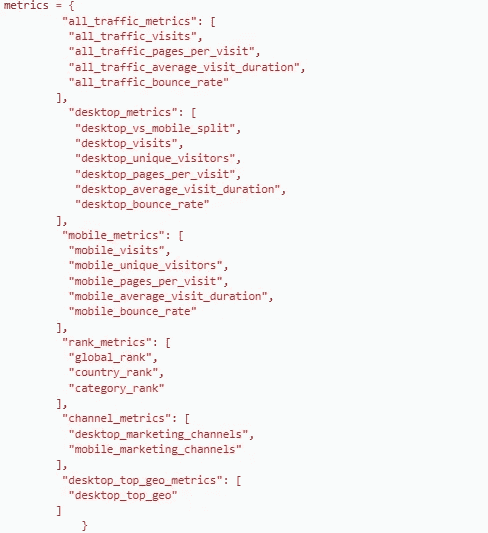 metrics = {
"all_traffic_metrics": [
"all_traffic_visits",
"all_traffic_pages_per_visit",
"all_traffic_average_visit_duration",
"all_traffic_bounce_rate"
],
"desktop_metrics": [
"desktop_vs_mobile_split",
"desktop_visits",
"desktop_unique_visitors",
"desktop_pages_per_visit",
"desktop_average_visit_duration",
"desktop_bounce_rate"
],
"mobile_metrics": [
"mobile_visits",
"mobile_unique_visitors",
"mobile_pages_per_visit",
"mobile_average_visit_duration",
"mobile_bounce_rate"
],
"rank_metrics": [
"global_rank",
"country_rank",
"category_rank"
],
"channel_metrics": [
"desktop_marketing_channels",
"mobile_marketing_channels"
],
"desktop_top_geo_metrics": [
"desktop_top_geo"
]
}